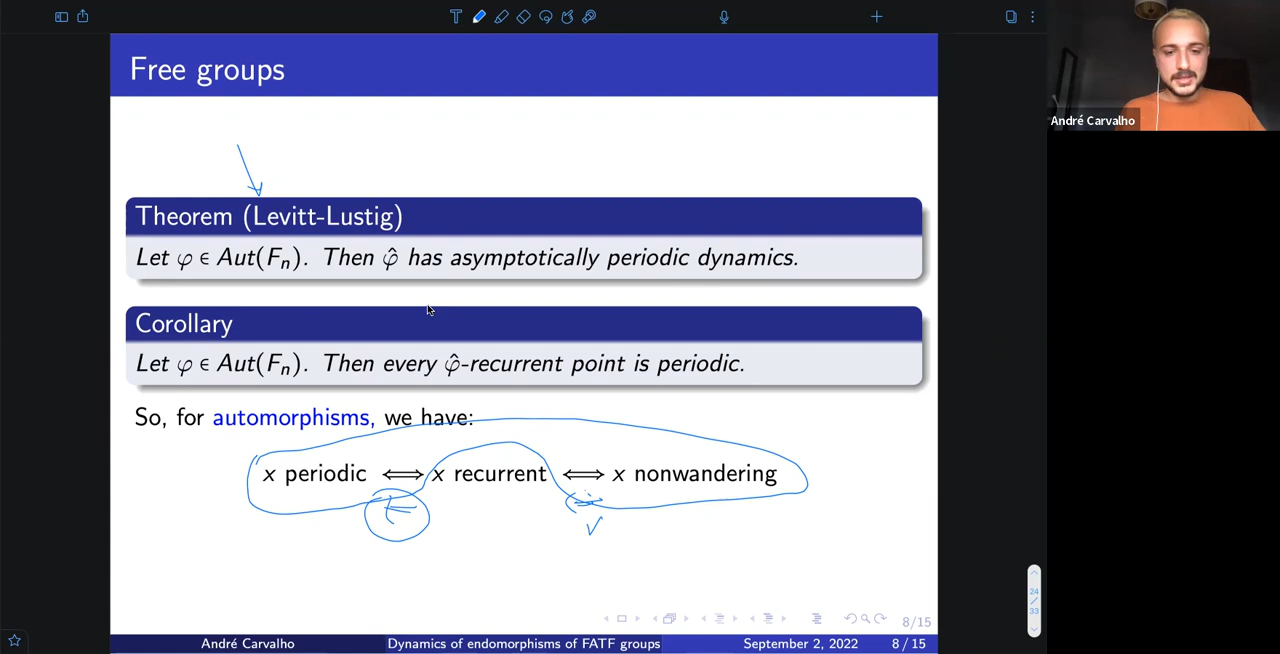 Free groups
André Carvalho
Theorem (Levitt-Lustig)
Let φ ∈ Aut(Fₙ). Then φ̂ has asymptotically periodic dynamics.
Corollary
Let φ ∈ Aut(Fₙ). Then every φ̂-recurrent point is periodic.
So, for automorphisms, we have:
x periodic ⟺ x recurrent ⟺ x nonwandering
24
/
33
8/15
André Carvalho Dynamics of endomorphisms of FATF groups September 2, 2022 8 / 15